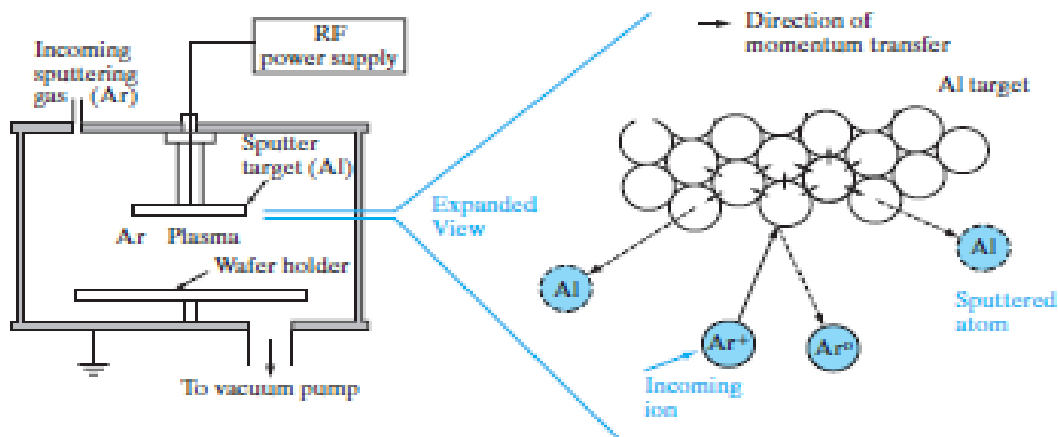 Incoming
sputtering
gas (Ar)
RF
power supply
Sputter
target (Al)
Ar Plasma
Wafer holder
To vacuum pump
Expanded
View
Direction of
momentum transfer
Al target
Al
Al
Sputtered
atom
Ar+
Aro
Incoming
ion